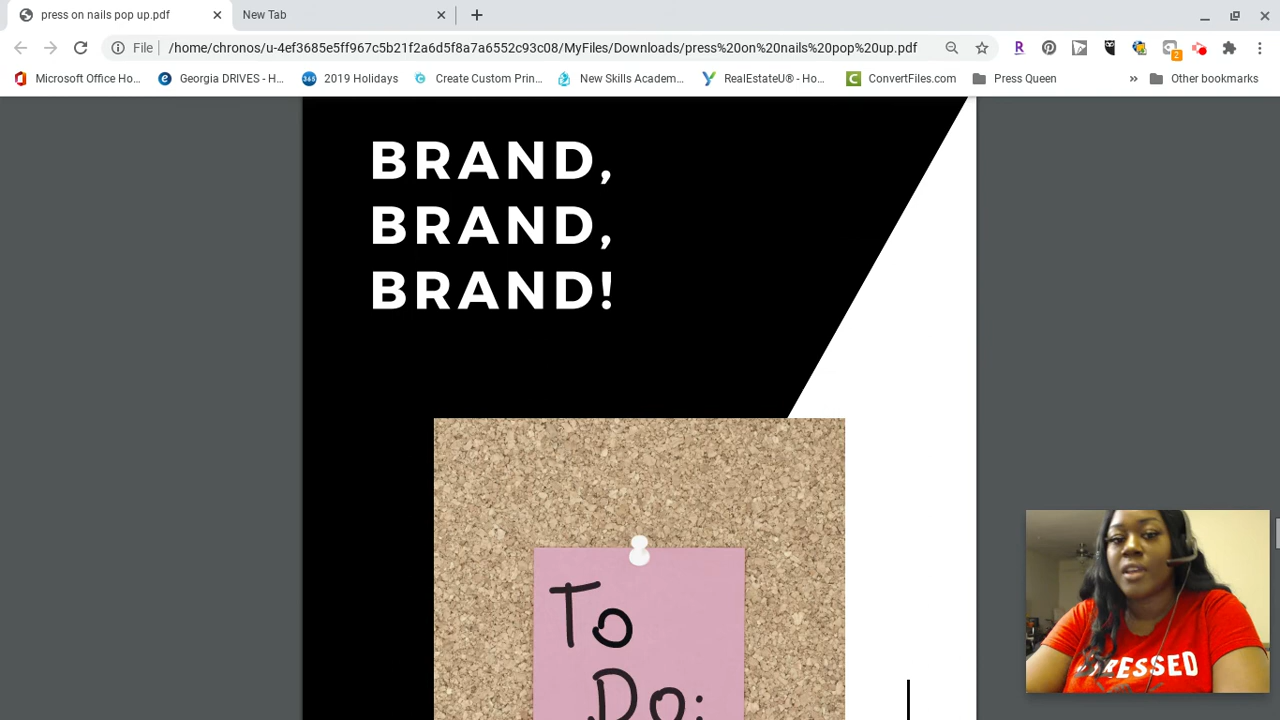 press on nails pop up.pdf
New Tab
File
/home/chronos/u-4ef3685e5ff967c5b21f2a6d5f8a7a6552c93c08/MyFiles/Downloads/press%20on%20nails%20pop%20up.pdf
Microsoft Office Ho...
Georgia DRIVES - H...
2019 Holidays
Create Custom Prin...
New Skills Academ...
RealEstateU® - Ho...
ConvertFiles.com
Press Queen
Other bookmarks
BRAND,
BRAND,
BRAND!
To
Do: